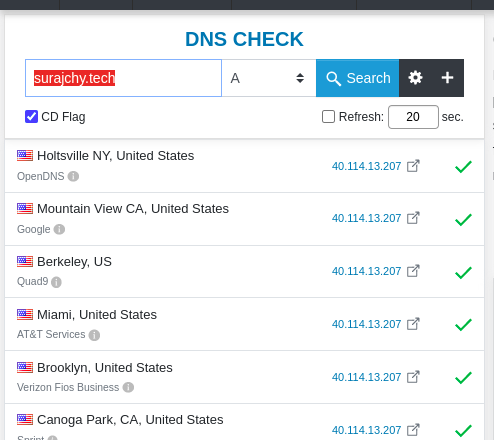 DNS CHECK
surajchy.tech A Search
CD Flag Refresh: 20 sec.
Holtsville NY, United States
OpenDNS
40.114.13.207
Mountain View CA, United States
Google
40.114.13.207
Berkeley, US
Quad9
40.114.13.207
Miami, United States
AT&T Services
40.114.13.207
Brooklyn, United States
Verizon Fios Business
40.114.13.207
Canoga Park, CA, United States
Sprint
40.114.13.207